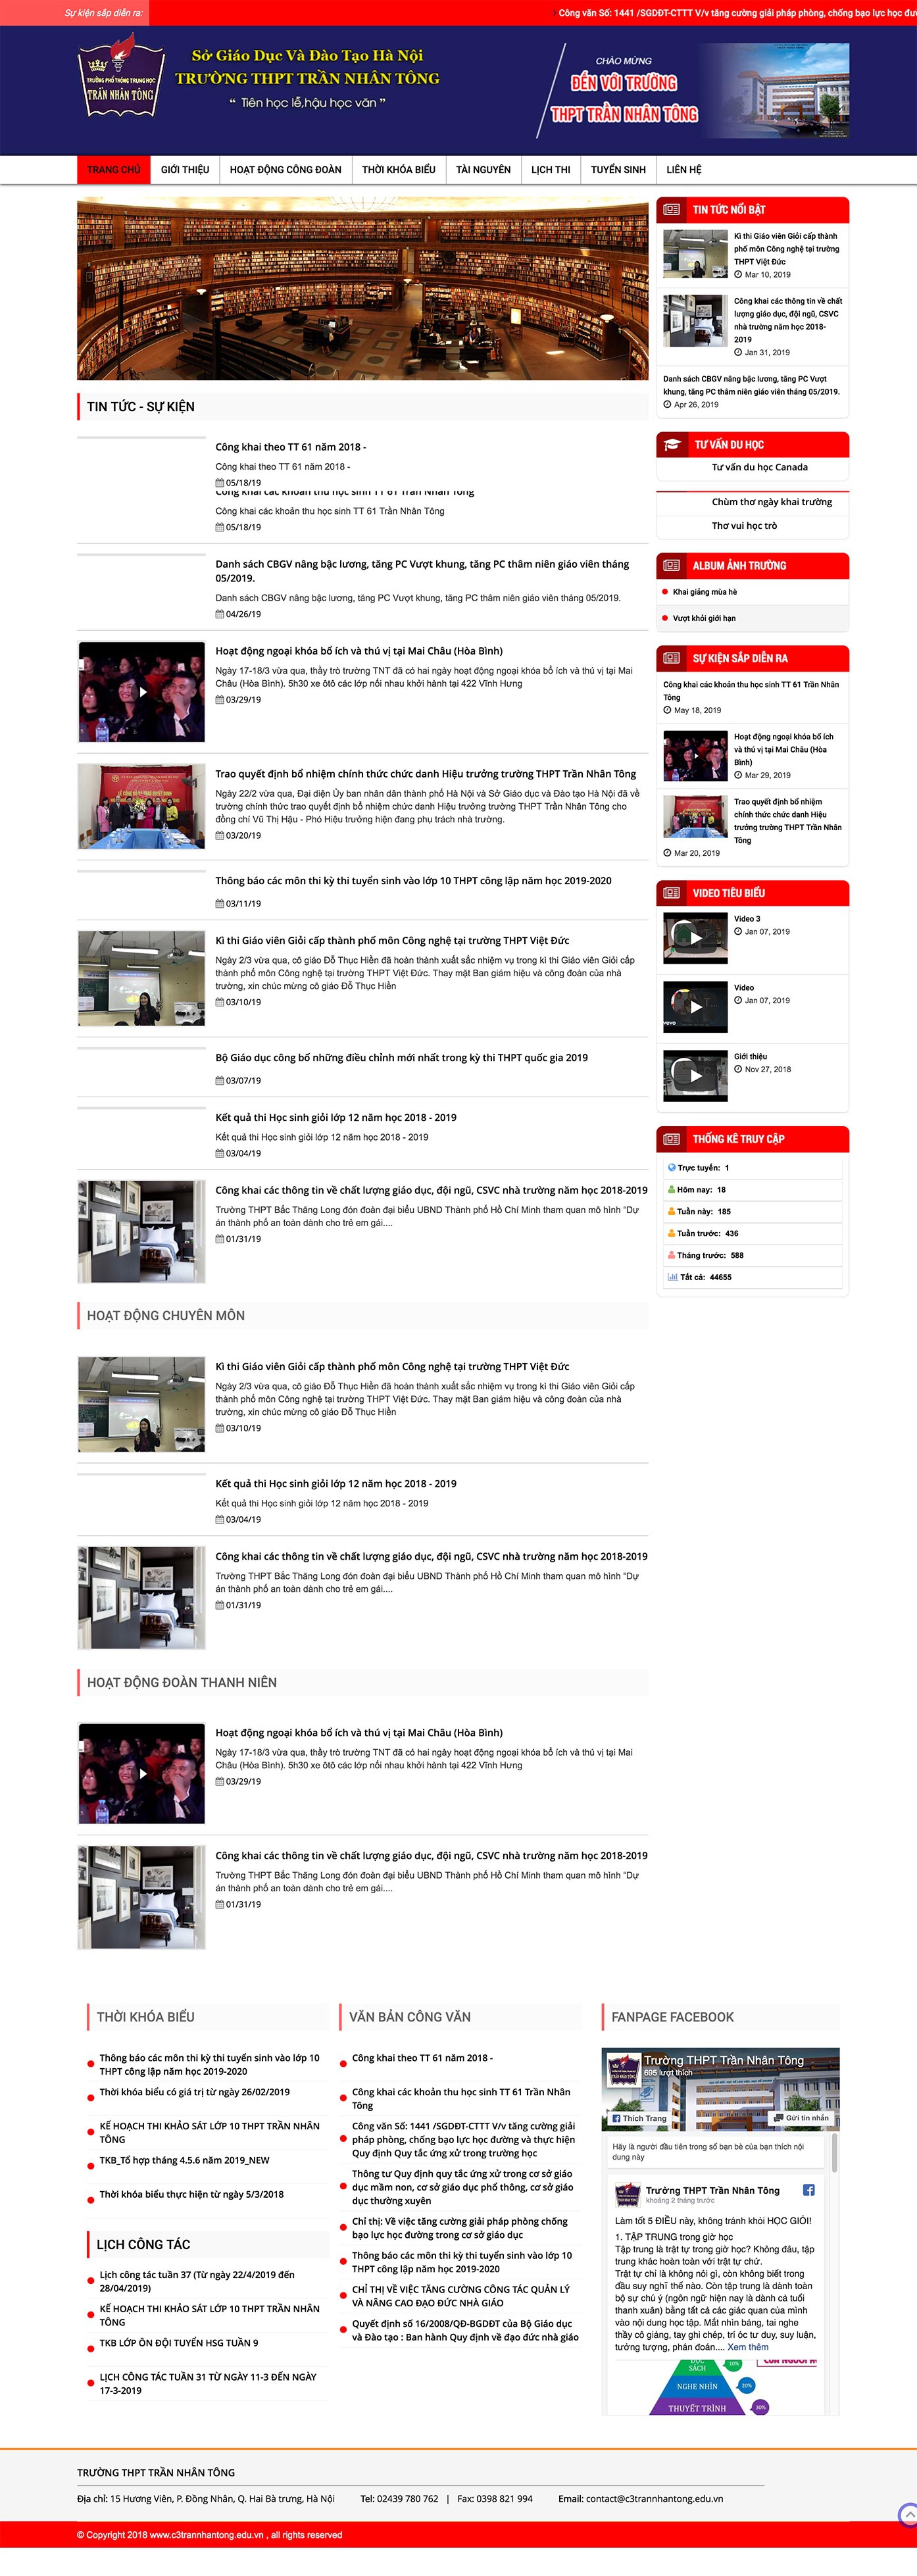 Sự kiện sắp diễn ra:
Công văn Số: 1441 /SGDĐT-CTTT V/v tăng cường giải pháp phòng, chống bạo lực học đư
TRƯỜNG PHỔ THÔNG TRUNG HỌC
TRẦN NHÂN TÔNG
Sở Giáo Dục Và Đào Tạo Hà Nội
TRƯỜNG THPT TRẦN NHÂN TÔNG
“ Tiên học lễ,hậu học văn ”
CHÀO MỪNG
ĐẾN VỚI TRƯỜNG
THPT TRẦN NHÂN TÔNG
TRANG CHỦ
GIỚI THIỆU
HOẠT ĐỘNG CÔNG ĐOÀN
THỜI KHÓA BIỂU
TÀI NGUYÊN
LỊCH THI
TUYỂN SINH
LIÊN HỆ
TIN TỨC - SỰ KIỆN
Công khai theo TT 61 năm 2018 -
Công khai theo TT 61 năm 2018 -
05/18/19
Công khai các khoản thu học sinh TT 61 Trần Nhân Tông
Công khai các khoản thu học sinh TT 61 Trần Nhân Tông
05/18/19
Danh sách CBGV nâng bậc lương, tăng PC Vượt khung, tăng PC thâm niên giáo viên tháng
05/2019.
Danh sách CBGV nâng bậc lương, tăng PC Vượt khung, tăng PC thâm niên giáo viên tháng 05/2019.
04/26/19
Hoạt động ngoại khóa bổ ích và thú vị tại Mai Châu (Hòa Bình)
Ngày 17-18/3 vừa qua, thầy trò trường TNT đã có hai ngày hoạt động ngoại khóa bổ ích và thú vị tại Mai
Châu (Hòa Bình). 5h30 xe ôtô các lớp nối nhau khởi hành tại 422 Vĩnh Hưng
03/29/19
Trao quyết định bổ nhiệm chính thức chức danh Hiệu trưởng trường THPT Trần Nhân Tông
Ngày 22/2 vừa qua, Đại diện Ủy ban nhân dân thành phố Hà Nội và Sở Giáo dục và Đào tạo Hà Nội đã về
trường chính thức trao quyết định bổ nhiệm chức danh Hiệu trưởng trường THPT Trần Nhân Tông cho
đồng chí Vũ Thị Hậu - Phó Hiệu trưởng hiện đang phụ trách nhà trường.
03/20/19
Thông báo các môn thi kỳ thi tuyển sinh vào lớp 10 THPT công lập năm học 2019-2020
03/11/19
Kì thi Giáo viên Giỏi cấp thành phố môn Công nghệ tại trường THPT Việt Đức
Ngày 2/3 vừa qua, cô giáo Đỗ Thục Hiền đã hoàn thành xuất sắc nhiệm vụ trong kì thi Giáo viên Giỏi cấp
thành phố môn Công nghệ tại trường THPT Việt Đức. Thay mặt Ban giám hiệu và công đoàn của nhà
trường, xin chúc mừng cô giáo Đỗ Thục Hiền
03/10/19
Bộ Giáo dục công bố những điều chỉnh mới nhất trong kỳ thi THPT quốc gia 2019
03/07/19
Kết quả thi Học sinh giỏi lớp 12 năm học 2018 - 2019
Kết quả thi Học sinh giỏi lớp 12 năm học 2018 - 2019
03/04/19
Công khai các thông tin về chất lượng giáo dục, đội ngũ, CSVC nhà trường năm học 2018-2019
Trường THPT Bắc Thăng Long đón đoàn đại biểu UBND Thành phố Hồ Chí Minh tham quan mô hình "Dự
án thành phố an toàn dành cho trẻ em gái....
01/31/19
HOẠT ĐỘNG CHUYÊN MÔN
Kì thi Giáo viên Giỏi cấp thành phố môn Công nghệ tại trường THPT Việt Đức
Ngày 2/3 vừa qua, cô giáo Đỗ Thục Hiền đã hoàn thành xuất sắc nhiệm vụ trong kì thi Giáo viên Giỏi cấp
thành phố môn Công nghệ tại trường THPT Việt Đức. Thay mặt Ban giám hiệu và công đoàn của nhà
trường, xin chúc mừng cô giáo Đỗ Thục Hiền
03/10/19
Kết quả thi Học sinh giỏi lớp 12 năm học 2018 - 2019
Kết quả thi Học sinh giỏi lớp 12 năm học 2018 - 2019
03/04/19
Công khai các thông tin về chất lượng giáo dục, đội ngũ, CSVC nhà trường năm học 2018-2019
Trường THPT Bắc Thăng Long đón đoàn đại biểu UBND Thành phố Hồ Chí Minh tham quan mô hình "Dự
án thành phố an toàn dành cho trẻ em gái....
01/31/19
HOẠT ĐỘNG ĐOÀN THANH NIÊN
Hoạt động ngoại khóa bổ ích và thú vị tại Mai Châu (Hòa Bình)
Ngày 17-18/3 vừa qua, thầy trò trường TNT đã có hai ngày hoạt động ngoại khóa bổ ích và thú vị tại Mai
Châu (Hòa Bình). 5h30 xe ôtô các lớp nối nhau khởi hành tại 422 Vĩnh Hưng
03/29/19
Công khai các thông tin về chất lượng giáo dục, đội ngũ, CSVC nhà trường năm học 2018-2019
Trường THPT Bắc Thăng Long đón đoàn đại biểu UBND Thành phố Hồ Chí Minh tham quan mô hình "Dự
án thành phố an toàn dành cho trẻ em gái....
01/31/19
TIN TỨC NỔI BẬT
Kì thi Giáo viên Giỏi cấp thành
phố môn Công nghệ tại trường
THPT Việt Đức
Mar 10, 2019
Công khai các thông tin về chất
lượng giáo dục, đội ngũ, CSVC
nhà trường năm học 2018-
2019
Jan 31, 2019
Danh sách CBGV nâng bậc lương, tăng PC Vượt
khung, tăng PC thâm niên giáo viên tháng 05/2019.
Apr 26, 2019
TƯ VẤN DU HỌC
Tư vấn du học Canada
Chùm thơ ngày khai trường
Thơ vui học trò
ALBUM ẢNH TRƯỜNG
Khai giảng mùa hè
Vượt khỏi giới hạn
SỰ KIỆN SẮP DIỄN RA
Công khai các khoản thu học sinh TT 61 Trần Nhân
Tông
May 18, 2019
Hoạt động ngoại khóa bổ ích
và thú vị tại Mai Châu (Hòa
Bình)
Mar 29, 2019
Trao quyết định bổ nhiệm
chính thức chức danh Hiệu
trưởng trường THPT Trần Nhân
Tông
Mar 20, 2019
VIDEO TIÊU BIỂU
Video 3
Jan 07, 2019
Video
Jan 07, 2019
vevo
Giới thiệu
Nov 27, 2018
THỐNG KÊ TRUY CẬP
Trực tuyến: 1
Hôm nay: 18
Tuần này: 185
Tuần trước: 436
Tháng trước: 588
Tất cả: 44655
THỜI KHÓA BIỂU
Thông báo các môn thi kỳ thi tuyển sinh vào lớp 10
THPT công lập năm học 2019-2020
Thời khóa biểu có giá trị từ ngày 26/02/2019
KẾ HOẠCH THI KHẢO SÁT LỚP 10 THPT TRẦN NHÂN
TÔNG
TKB_Tổ hợp tháng 4.5.6 năm 2019_NEW
Thời khóa biểu thực hiện từ ngày 5/3/2018
LỊCH CÔNG TÁC
Lịch công tác tuần 37 (Từ ngày 22/4/2019 đến
28/04/2019)
KẾ HOẠCH THI KHẢO SÁT LỚP 10 THPT TRẦN NHÂN
TÔNG
TKB LỚP ÔN ĐỘI TUYỂN HSG TUẦN 9
LỊCH CÔNG TÁC TUẦN 31 TỪ NGÀY 11-3 ĐẾN NGÀY
17-3-2019
VĂN BẢN CÔNG VĂN
Công khai theo TT 61 năm 2018 -
Công khai các khoản thu học sinh TT 61 Trần Nhân
Tông
Công văn Số: 1441 /SGDĐT-CTTT V/v tăng cường giải
pháp phòng, chống bạo lực học đường và thực hiện
Quy định Quy tắc ứng xử trong trường học
Thông tư Quy định quy tắc ứng xử trong cơ sở giáo
dục mầm non, cơ sở giáo dục phổ thông, cơ sở giáo
dục thường xuyên
Chỉ thị: Về việc tăng cường giải pháp phòng chống
bạo lực học đường trong cơ sở giáo dục
Thông báo các môn thi kỳ thi tuyển sinh vào lớp 10
THPT công lập năm học 2019-2020
CHỈ THỊ VỀ VIỆC TĂNG CƯỜNG CÔNG TÁC QUẢN LÝ
VÀ NÂNG CAO ĐẠO ĐỨC NHÀ GIÁO
Quyết định số 16/2008/QĐ-BGDĐT của Bộ Giáo dục
và Đào tạo : Ban hành Quy định về đạo đức nhà giáo
FANPAGE FACEBOOK
Trường THPT Trần Nhân Tông
695 lượt thích
Thích Trang
Gửi tin nhắn
Hãy là người đầu tiên trong số bạn bè của bạn thích nội
dung này
Trường THPT Trần Nhân Tông
khoảng 2 tháng trước
Làm tốt 5 ĐIỀU này, không tránh khỏi HỌC GIỎI!
1. TẬP TRUNG trong giờ học
Tập trung là trật tự trong giờ học? Không đâu, tập
trung khác hoàn toàn với trật tự chứ.
Trật tự chỉ là không nói gì, còn không biết trong
đầu suy nghĩ thế nào. Còn tập trung là dành toàn
bộ sự chú ý (ngôn ngữ hiện nay là dành cả tuổi
thanh xuân) bằng tất cả các giác quan của mình
vào nội dung học tập. Mắt nhìn bảng, tai nghe
thầy cô giảng, tay ghi chép, trí óc tư duy, suy luận,
tưởng tượng, phán đoán.... Xem thêm
ĐỌC
SÁCH
10%
NGHE NHÌN
20%
THUYẾT TRÌNH
30%
TRƯỜNG THPT TRẦN NHÂN TÔNG
Địa chỉ: 15 Hương Viên, P. Đồng Nhân, Q. Hai Bà trưng, Hà Nội
Tel: 02439 780 762 | Fax: 0398 821 994
Email: contact@c3trannhantong.edu.vn
© Copyright 2018 www.c3trannhantong.edu.vn , all rights reserved